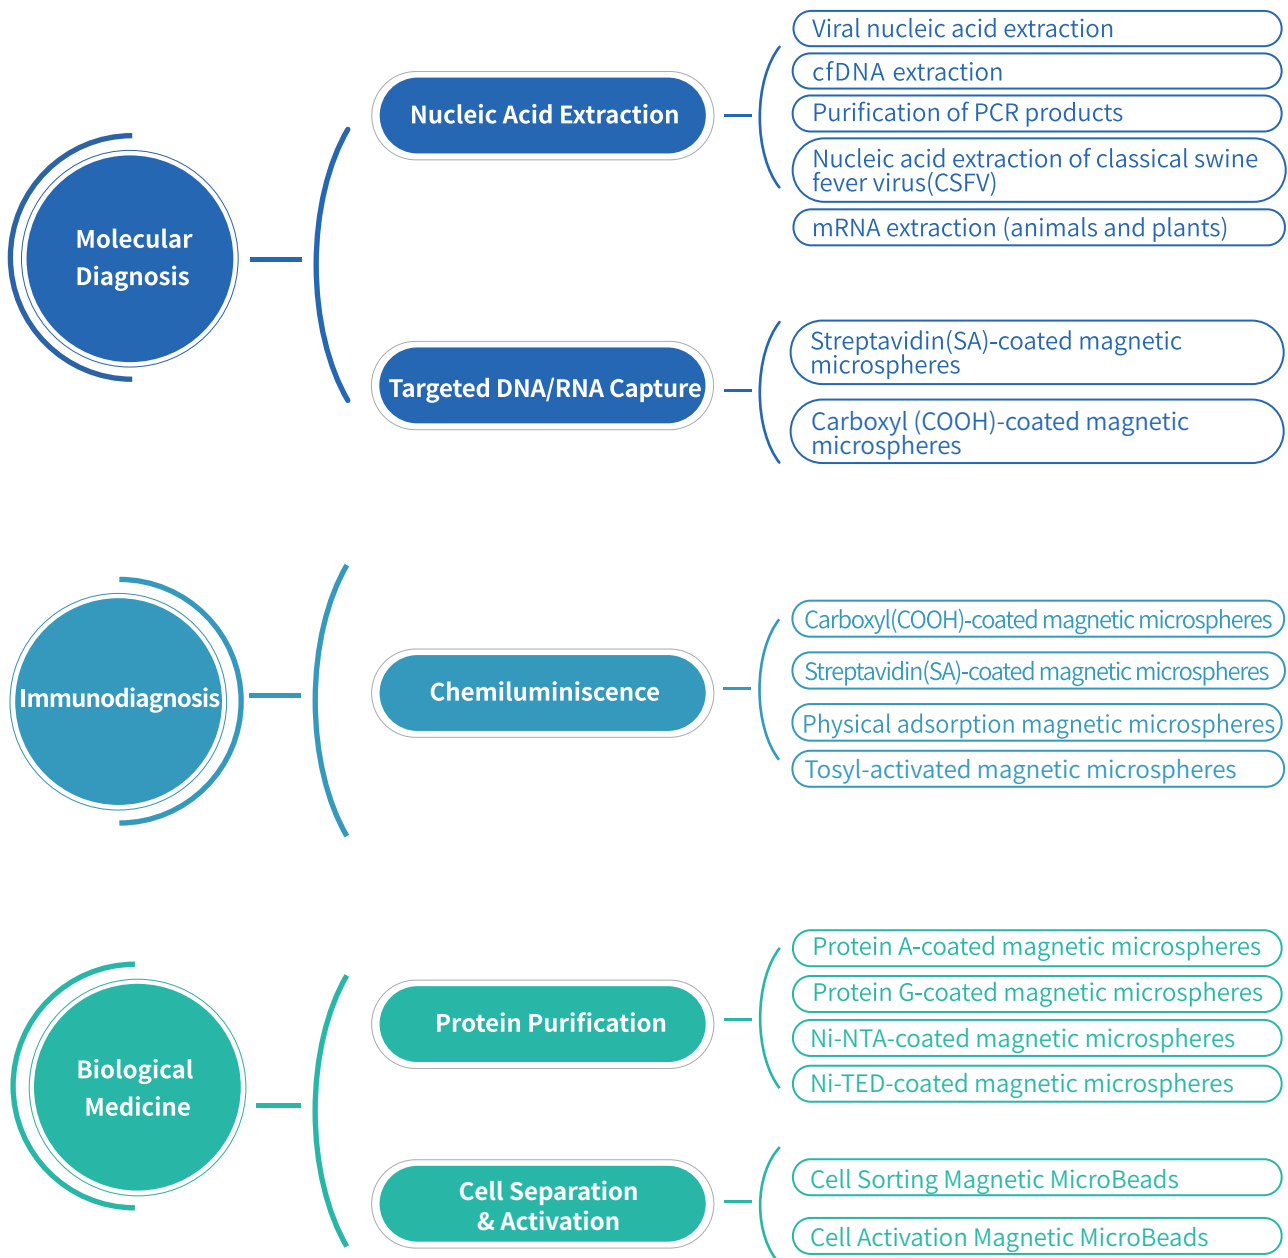 Molecular
Diagnosis
Nucleic Acid Extraction
Viral nucleic acid extraction
cfDNA extraction
Purification of PCR products
Nucleic acid extraction of classical swine
fever virus(CSFV)
mRNA extraction (animals and plants)
Targeted DNA/RNA Capture
Streptavidin(SA)-coated magnetic
microspheres
Carboxyl (COOH)-coated magnetic
microspheres
Immunodiagnosis
Chemiluminiscence
Carboxyl(COOH)-coated magnetic microspheres
Streptavidin(SA)-coated magnetic microspheres
Physical adsorption magnetic microspheres
Tosyl-activated magnetic microspheres
Biological
Medicine
Protein Purification
Protein A-coated magnetic microspheres
Protein G-coated magnetic microspheres
Ni-NTA-coated magnetic microspheres
Ni-TED-coated magnetic microspheres
Cell Separation
& Activation
Cell Sorting Magnetic MicroBeads
Cell Activation Magnetic MicroBeads